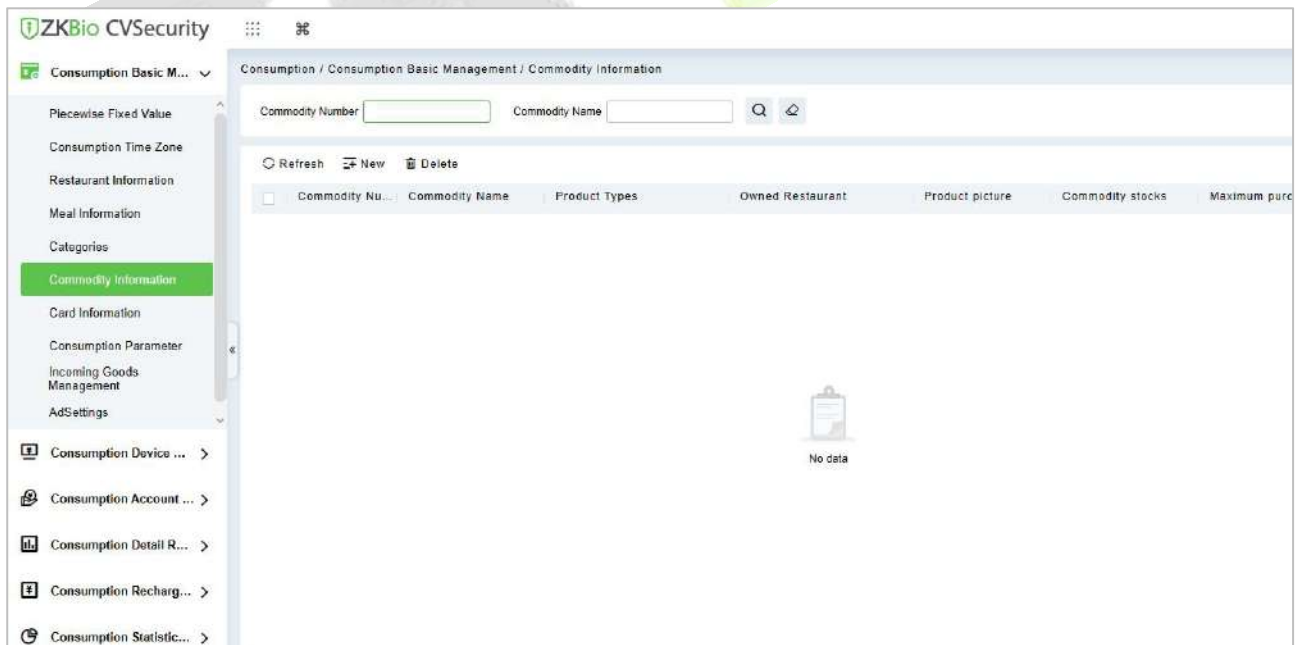 ZKBio CVSecurity
Consumption Basic M...
Piecewise Fixed Value
Consumption Time Zone
Restaurant Information
Meal Information
Categories
Commodity Information
Card Information
Consumption Parameter
Incoming Goods
Management
AdSettings
Consumption Device ...
Consumption Account ...
Consumption Detail R...
Consumption Recharg...
Consumption Statistic...
Consumption / Consumption Basic Management / Commodity Information
Commodity Number Commodity Name
Refresh New Delete
Commodity Nu... Commodity Name Product Types Owned Restaurant Product picture Commodity stocks Maximum purc
No data